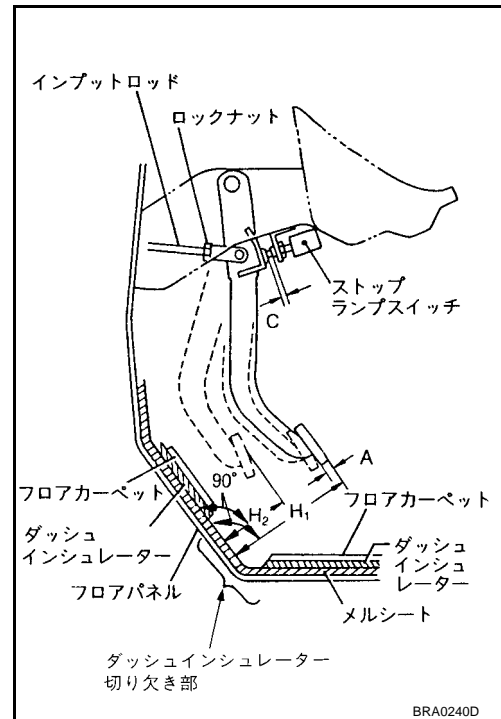 インプットロッド
ロックナット
ストップ
ランプスイッチ
C
A
90°
H₁
H₂
フロアカーペット
フロアカーペット
ダッシュ
インシュレーター
フロアパネル
ダッシュ
インシュ
レーター
メルシート
ダッシュインシュレーター
切り欠き部
BRA0240D